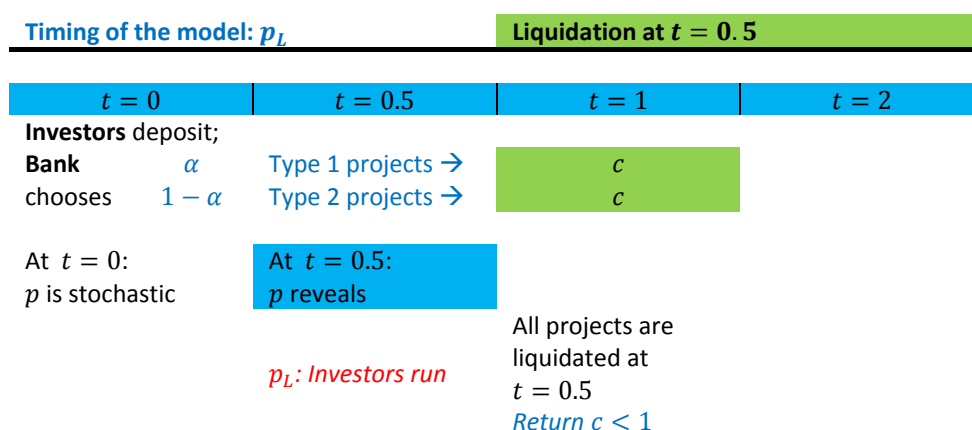 Timing of the model: p_L Liquidation at t = 0.5
t = 0 t = 0.5 t = 1 t = 2
Investors deposit;
Bank α Type 1 projects → c
chooses 1 − α Type 2 projects → c
At t = 0: At t = 0.5:
p is stochastic p reveals
All projects are
liquidated at
p_L: Investors run
t = 0.5
Return c < 1